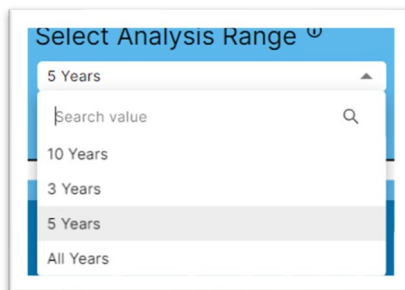 Select Analysis Range
5 Years
Search value
10 Years
3 Years
5 Years
All Years